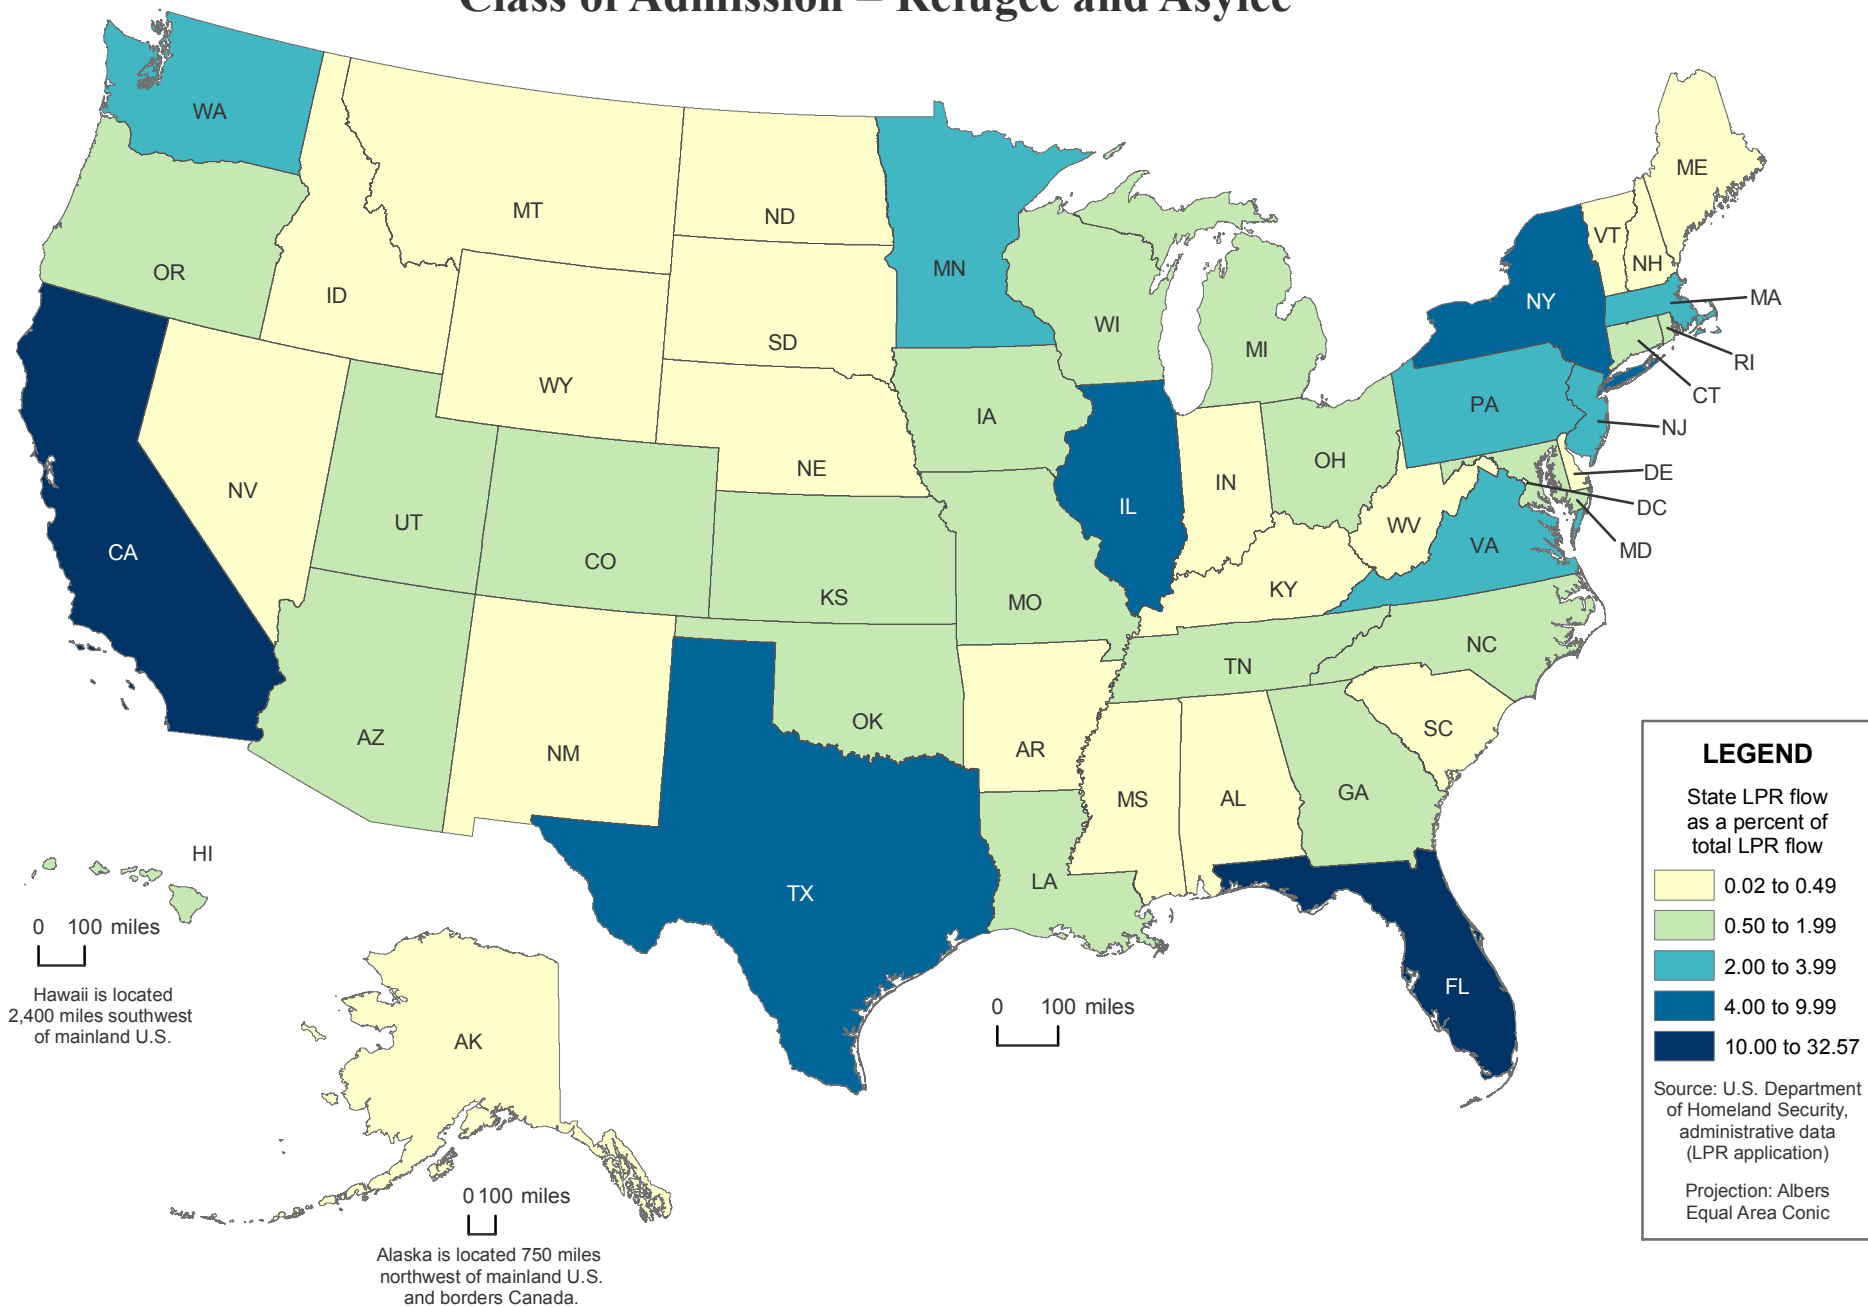 Class of Admission – Refugee and Asylee
WA
OR
MT
ID
ND
MN
SD
WY
WI
MI
ME
VT
NH
NY
MA
RI
CT
NJ
PA
DE
DC
MD
IA
NE
NV
UT
CO
CA
IL
IN
OH
WV
VA
KY
KS
MO
TN
NC
AZ
NM
OK
AR
SC
MS
AL
GA
TX
LA
FL
HI
0 100 miles
Hawaii is located
2,400 miles southwest
of mainland U.S.
AK
0 100 miles
Alaska is located 750 miles
northwest of mainland U.S.
and borders Canada.
0 100 miles
LEGEND
State LPR flow
as a percent of
total LPR flow
0.02 to 0.49
0.50 to 1.99
2.00 to 3.99
4.00 to 9.99
10.00 to 32.57
Source: U.S. Department
of Homeland Security,
administrative data
(LPR application)
Projection: Albers
Equal Area Conic